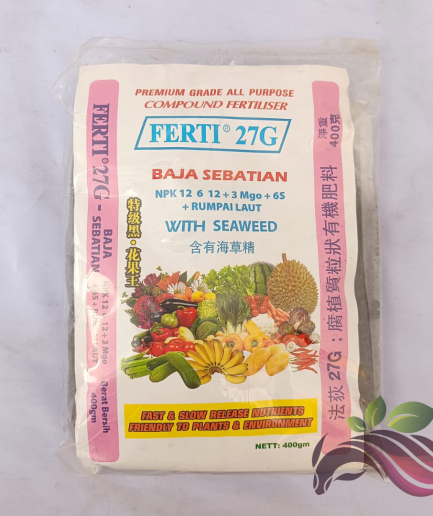 PREMIUM GRADE ALL PURPOSE
COMPOUND FERTILISER
FERTI® 27G
BAJA SEBATIAN
NPK 12 6 12 + 3 Mgo + 6S
+ RUMPAI LAUT
WITH SEAWEED
含有海草精
特级黑·花果王
FAST & SLOW RELEASE NUTRIENTS
FRIENDLY TO PLANTS & ENVIRONMENT
NETT: 400gm
FERTI® 27G -
BAJA
SEBATIAN
Berat Bersih
400gm
淨重
400克
法荻 27G：腐植質粒狀有機肥料